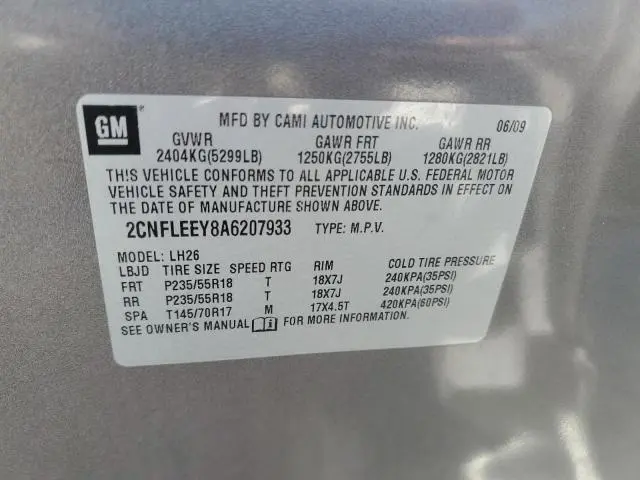 GM ®
MFD BY CAMI AUTOMOTIVE INC. 06/09
GVWR GAWR FRT GAWR RR
2404KG(5299LB) 1250KG(2755LB) 1280KG(2821LB)
THIS VEHICLE CONFORMS TO ALL APPLICABLE U.S. FEDERAL MOTOR
VEHICLE SAFETY AND THEFT PREVENTION STANDARDS IN EFFECT ON
THE DATE OF MANUFACTURE SHOWN ABOVE.
2CNFLEEY8A6207933 TYPE: M.P.V.
MODEL: LH26
LBJD TIRE SIZE SPEED RTG RIM COLD TIRE PRESSURE
FRT P235/55R18 T 18X7J 240KPA(35PSI)
RR P235/55R18 T 18X7J 240KPA(35PSI)
SPA T145/70R17 M 17X4.5T 420KPA(60PSI)
SEE OWNER'S MANUAL FOR MORE INFORMATION.